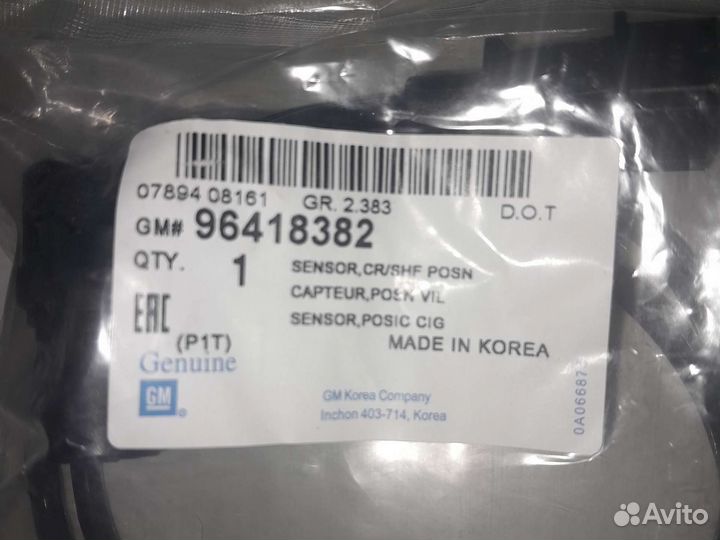 07894 08161 GR. 2.383 D.O.T
GM# 96418382
QTY. 1
SENSOR,CR/SHF POSN
CAPTEUR,POSN VIL
SENSOR,POSIC CIG
EAC
(P1T)
MADE IN KOREA
Genuine
GM
GM Korea Company
Inchon 403-714, Korea
0A06687
Avito